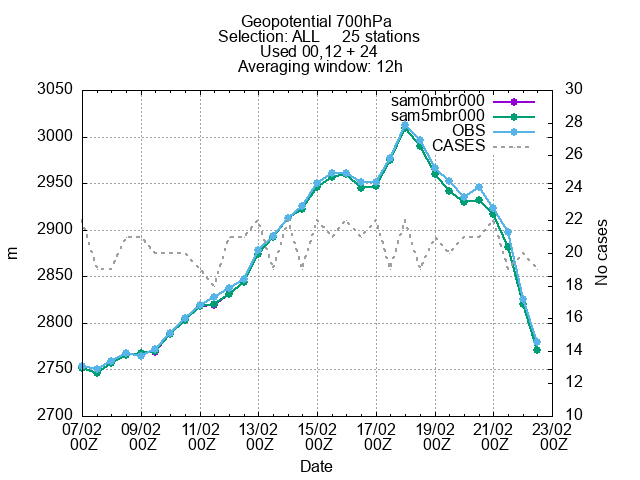 Geopotential 700hPa
Selection: ALL 25 stations
Used 00,12 + 24
Averaging window: 12h
3050
3000
2950
2900
2850
2800
2750
2700
m
30
28
26
24
22
20
18
16
14
12
10
No cases
sam0mbr000
sam5mbr000
OBS
CASES
07/02 09/02 11/02 13/02 15/02 17/02 19/02 21/02 23/02
00Z 00Z 00Z 00Z 00Z 00Z 00Z 00Z 00Z
Date